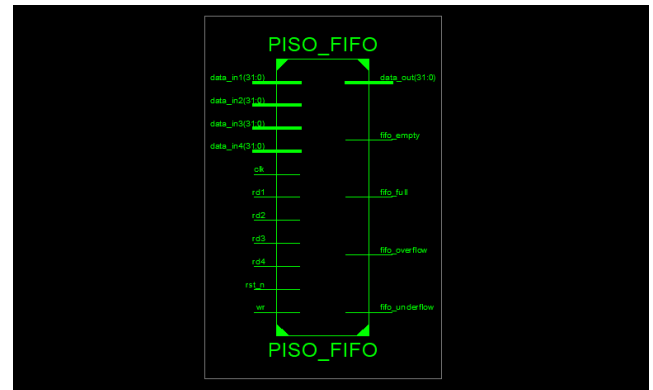 PISO_FIFO
data_in1(31:0)
data_out(31:0)
data_in2(31:0)
data_in3(31:0)
fifo_empty
data_in4(31:0)
clk
rd1
fifo_full
rd2
rd3
fifo_overflow
rd4
rst_n
wr
fifo_underflow
PISO_FIFO